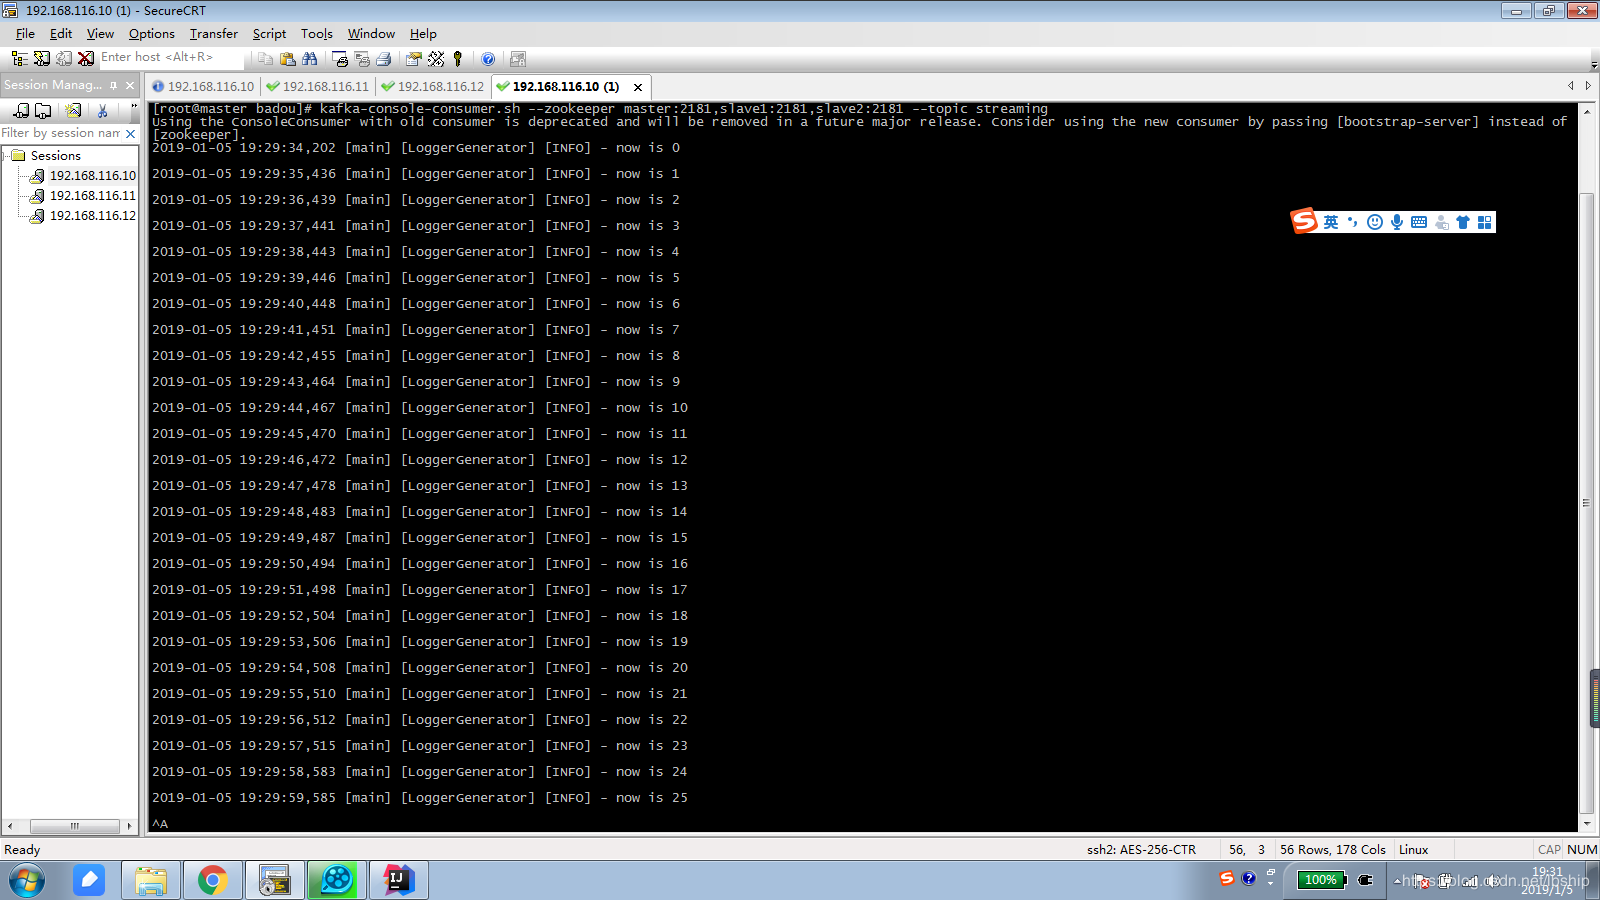 192.168.116.10 (1) - SecureCRT
File Edit View Options Transfer Script Tools Window Help
Enter host <Alt+R>
Session Manag...
192.168.116.10
192.168.116.11
192.168.116.12
192.168.116.10 (1)
Filter by session nam
Sessions
192.168.116.10
192.168.116.11
192.168.116.12
[root@master badou]# kafka-console-consumer.sh --zookeeper master:2181,slave1:2181,slave2:2181 --topic streaming
Using the ConsoleConsumer with old consumer is deprecated and will be removed in a future major release. Consider using the new consumer by passing [bootstrap-server] instead of
[zookeeper].
2019-01-05 19:29:34,202 [main] [LoggerGenerator] [INFO] - now is 0
2019-01-05 19:29:35,436 [main] [LoggerGenerator] [INFO] - now is 1
2019-01-05 19:29:36,439 [main] [LoggerGenerator] [INFO] - now is 2
2019-01-05 19:29:37,441 [main] [LoggerGenerator] [INFO] - now is 3
2019-01-05 19:29:38,443 [main] [LoggerGenerator] [INFO] - now is 4
2019-01-05 19:29:39,446 [main] [LoggerGenerator] [INFO] - now is 5
2019-01-05 19:29:40,448 [main] [LoggerGenerator] [INFO] - now is 6
2019-01-05 19:29:41,451 [main] [LoggerGenerator] [INFO] - now is 7
2019-01-05 19:29:42,455 [main] [LoggerGenerator] [INFO] - now is 8
2019-01-05 19:29:43,464 [main] [LoggerGenerator] [INFO] - now is 9
2019-01-05 19:29:44,467 [main] [LoggerGenerator] [INFO] - now is 10
2019-01-05 19:29:45,470 [main] [LoggerGenerator] [INFO] - now is 11
2019-01-05 19:29:46,472 [main] [LoggerGenerator] [INFO] - now is 12
2019-01-05 19:29:47,478 [main] [LoggerGenerator] [INFO] - now is 13
2019-01-05 19:29:48,483 [main] [LoggerGenerator] [INFO] - now is 14
2019-01-05 19:29:49,487 [main] [LoggerGenerator] [INFO] - now is 15
2019-01-05 19:29:50,494 [main] [LoggerGenerator] [INFO] - now is 16
2019-01-05 19:29:51,498 [main] [LoggerGenerator] [INFO] - now is 17
2019-01-05 19:29:52,504 [main] [LoggerGenerator] [INFO] - now is 18
2019-01-05 19:29:53,506 [main] [LoggerGenerator] [INFO] - now is 19
2019-01-05 19:29:54,508 [main] [LoggerGenerator] [INFO] - now is 20
2019-01-05 19:29:55,510 [main] [LoggerGenerator] [INFO] - now is 21
2019-01-05 19:29:56,512 [main] [LoggerGenerator] [INFO] - now is 22
2019-01-05 19:29:57,515 [main] [LoggerGenerator] [INFO] - now is 23
2019-01-05 19:29:58,583 [main] [LoggerGenerator] [INFO] - now is 24
2019-01-05 19:29:59,585 [main] [LoggerGenerator] [INFO] - now is 25
^A
英
Ready
ssh2: AES-256-CTR 56, 3 56 Rows, 178 Cols Linux CAP NUM
100%
19:31
2019/1/5
https://blog.csdn.net/ipship